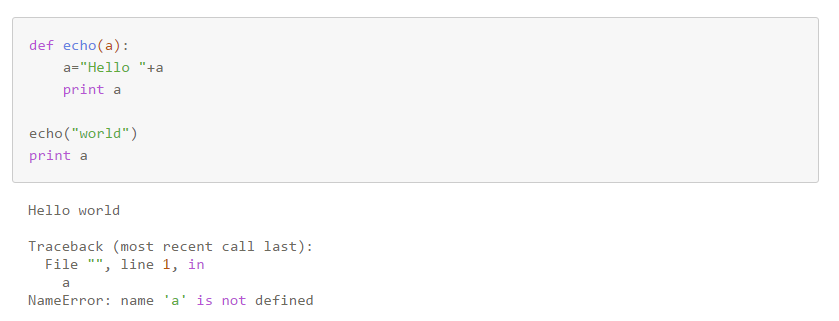 def echo(a):
    a="Hello "+a
    print a

echo("world")
print a

Hello world

Traceback (most recent call last):
  File "", line 1, in
    a
NameError: name 'a' is not defined